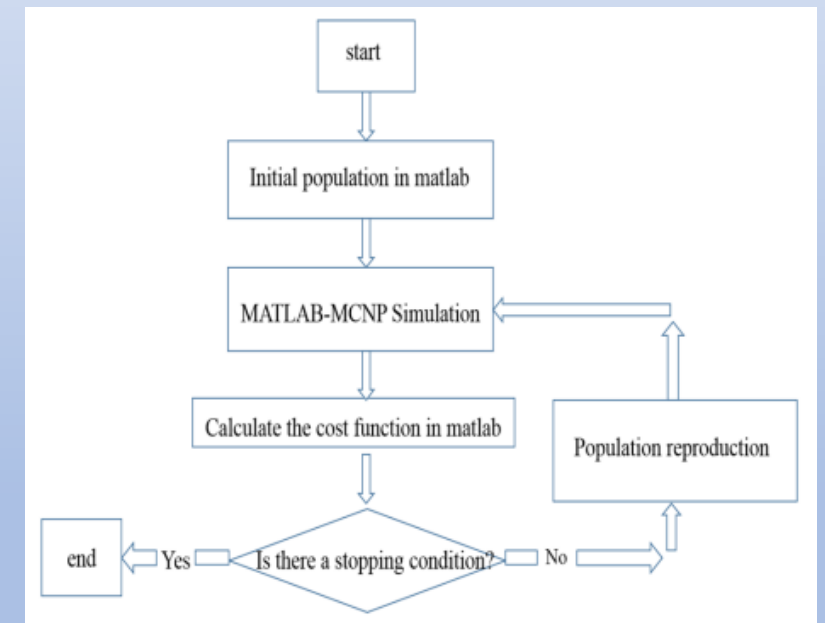 start
Initial population in matlab
MATLAB-MCNP Simulation
Calculate the cost function in matlab
Population reproduction
end
Yes
Is there a stopping condition?
No